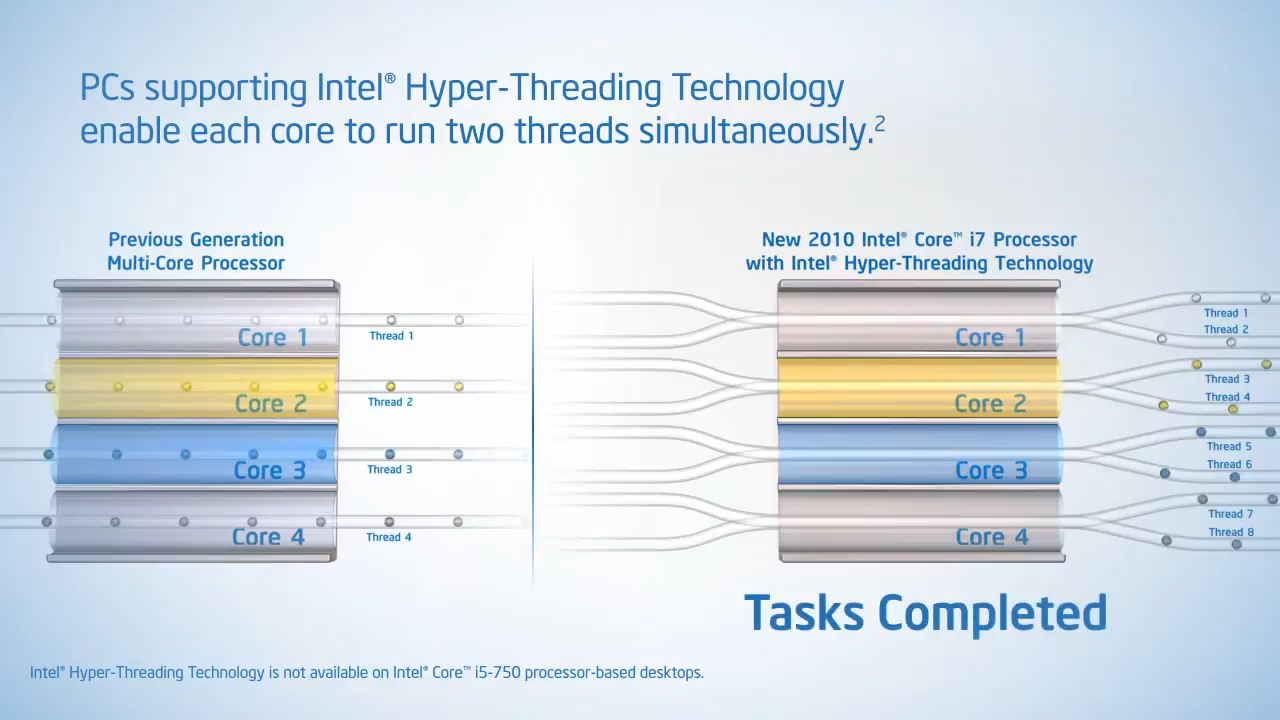 PCs supporting Intel® Hyper-Threading Technology
enable each core to run two threads simultaneously.²
Previous Generation
Multi-Core Processor
Core 1
Thread 1
Core 2
Thread 2
Core 3
Thread 3
Core 4
Thread 4
New 2010 Intel® Core™ i7 Processor
with Intel® Hyper-Threading Technology
Core 1
Thread 1
Thread 2
Core 2
Thread 3
Thread 4
Core 3
Thread 5
Thread 6
Core 4
Thread 7
Thread 8
Tasks Completed
Intel® Hyper-Threading Technology is not available on Intel® Core™ i5-750 processor-based desktops.